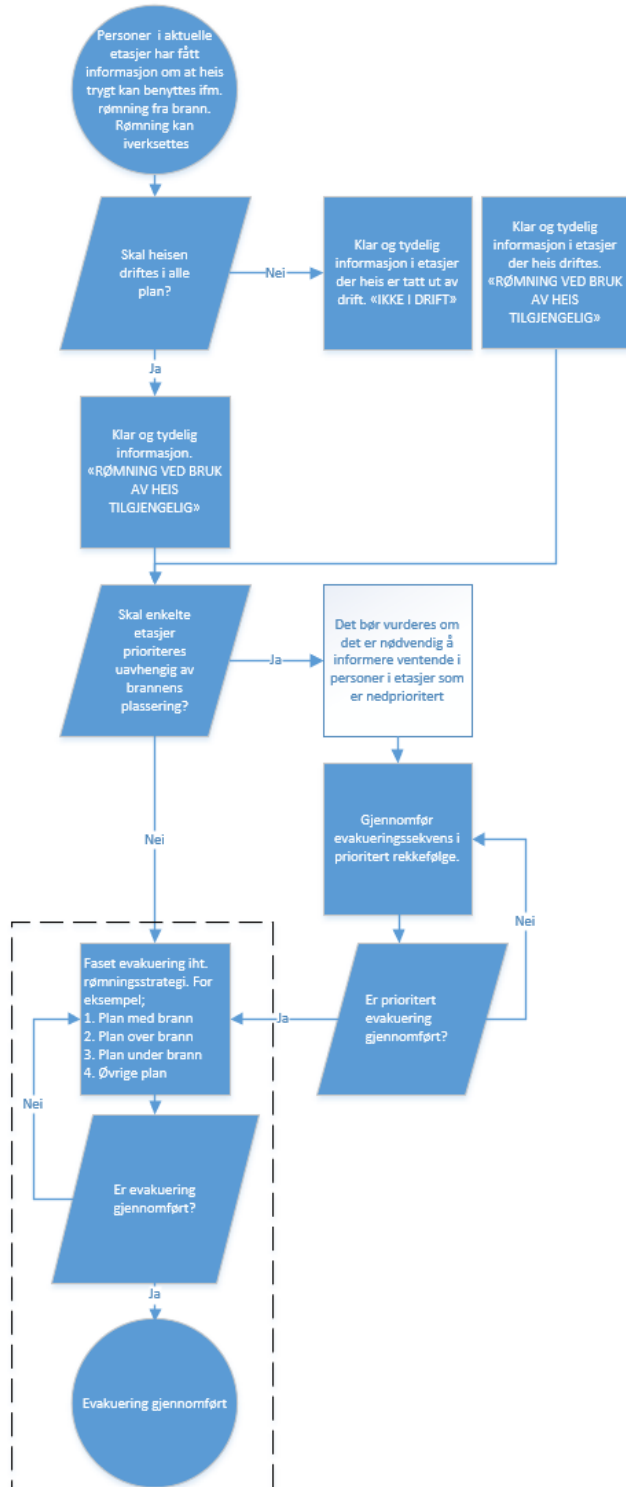 Personer i aktuelle
etasjer har fått
informasjon om at heis
trygt kan benyttes ifm.
rømning fra brann.
Rømning kan
iverksettes
Skal heisen
driftes i alle
plan?
Nei
Klar og tydelig
informasjon i etasjer
der heis er tatt ut av
drift. «IKKE I DRIFT»
Klar og tydelig
informasjon i etasjer
der heis driftes.
«RØMNING VED BRUK
AV HEIS
TILGJENGELIG»
Ja
Klar og tydelig
informasjon.
«RØMNING VED BRUK
AV HEIS
TILGJENGELIG»
Skal enkelte
etasjer
prioriteres
uavhengig av
brannens
plassering?
Ja
Det bør vurderes om
det er nødvendig å
informere ventende i
personer i etasjer som
er nedprioritert
Nei
Gjennomfør
evakueringssekvens i
prioritert rekkefølge.
Nei
Er prioritert
evakuering
gjennomført?
Ja
Faset evakuering iht.
rømningsstrategi. For
eksempel;
1. Plan med brann
2. Plan over brann
3. Plan under brann
4. Øvrige plan
Nei
Er evakuering
gjennomført?
Ja
Evakuering gjennomført